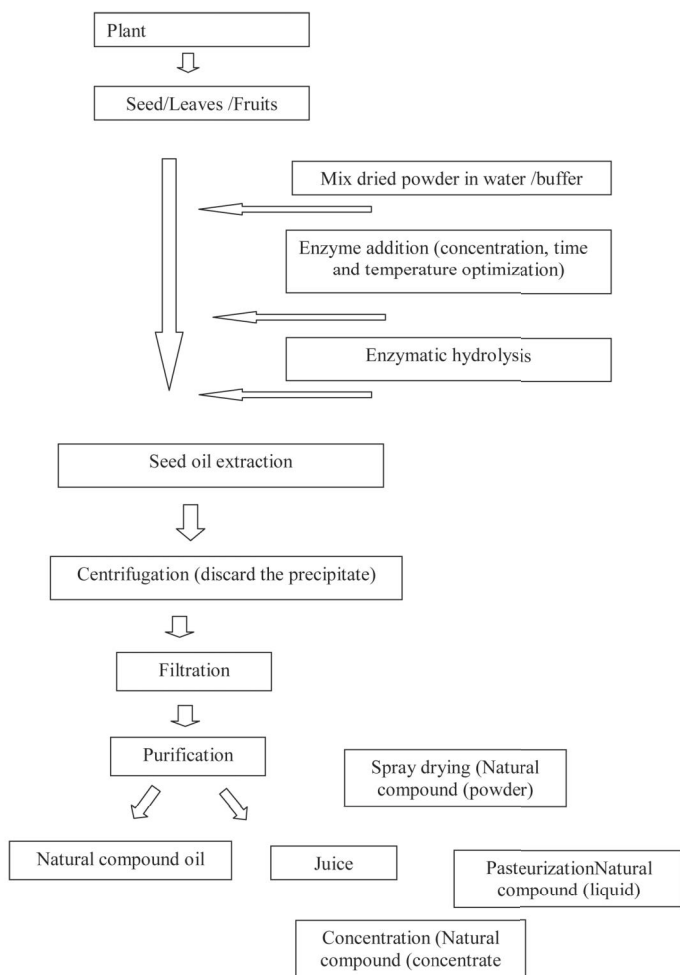 Plant
Seed/Leaves /Fruits
Mix dried powder in water /buffer
Enzyme addition (concentration, time
and temperature optimization)
Enzymatic hydrolysis
Seed oil extraction
Centrifugation (discard the precipitate)
Filtration
Purification
Spray drying (Natural
compound (powder)
Natural compound oil
Juice
PasteurizationNatural
compound (liquid)
Concentration (Natural
compound (concentrate